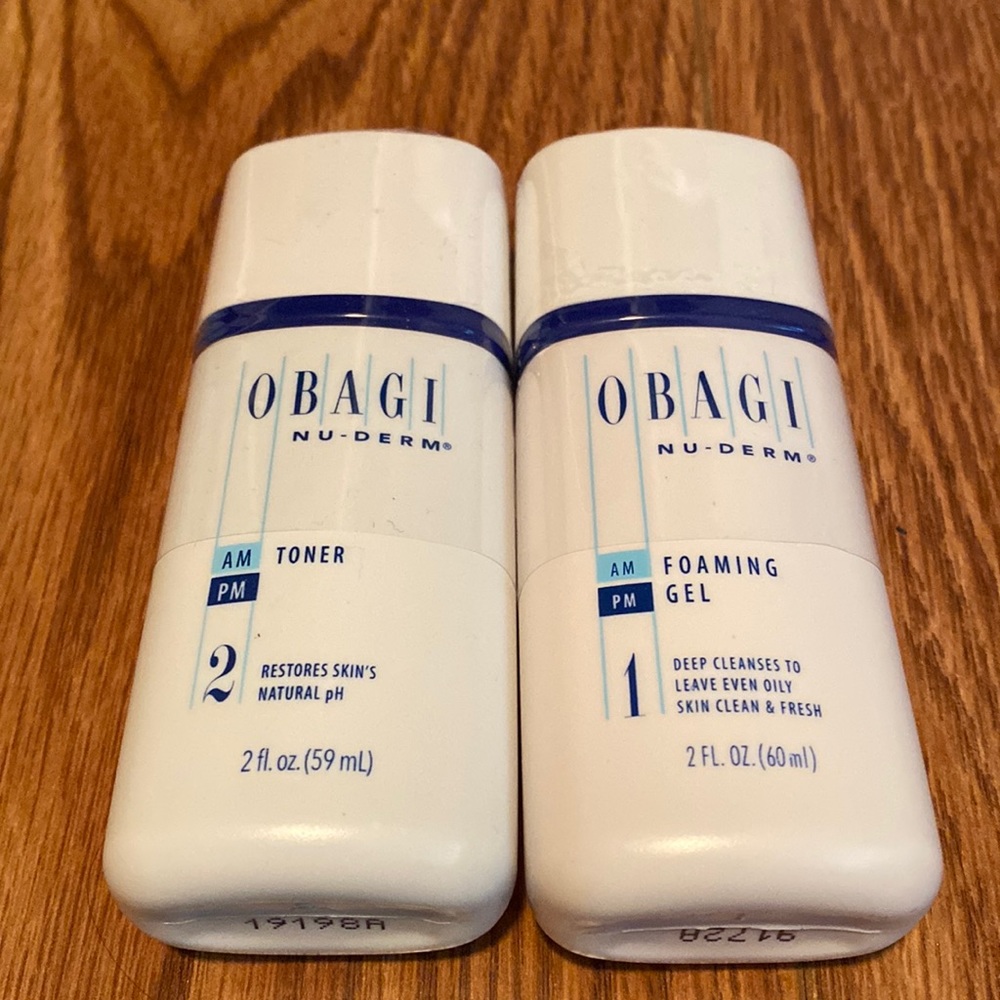 OBAGI
NU-DERM®
AM TONER
PM
2 RESTORES SKIN'S
NATURAL pH
2 fl. oz. (59 mL)
19198A
OBAGI
NU-DERM®
AM FOAMING
PM GEL
1 DEEP CLEANSES TO
LEAVE EVEN OILY
SKIN CLEAN & FRESH
2 FL. OZ. (60 ml)